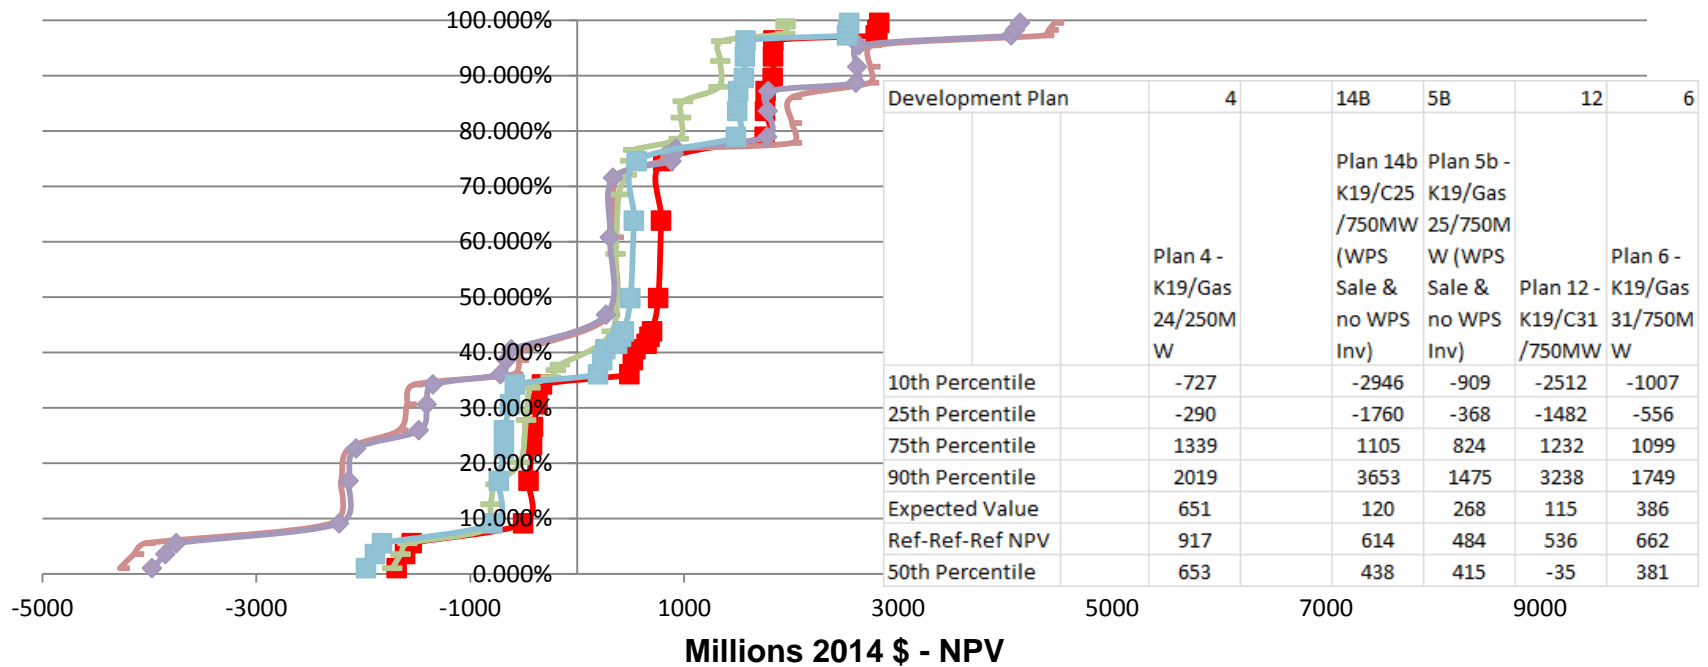 100.000%
90.000%
80.000%
70.000%
60.000%
50.000%
40.000%
30.000%
20.000%
10.000%
0.000%
-5000 -3000 -1000 1000 3000 5000 7000 9000
Millions 2014 $ - NPV
Development Plan 4 14B 5B 12 6
Plan 4 -
K19/Gas
24/250M
W
Plan 14b
K19/C25
/750MW
(WPS
Sale &
no WPS
Inv)
Plan 5b -
K19/Gas
25/750M
W (WPS
Sale &
no WPS
Inv)
Plan 12 -
K19/C31
/750MW
Plan 6 -
K19/Gas
31/750M
W
10th Percentile -727 -2946 -909 -2512 -1007
25th Percentile -290 -1760 -368 -1482 -556
75th Percentile 1339 1105 824 1232 1099
90th Percentile 2019 3653 1475 3238 1749
Expected Value 651 120 268 115 386
Ref-Ref-Ref NPV 917 614 484 536 662
50th Percentile 653 438 415 -35 381